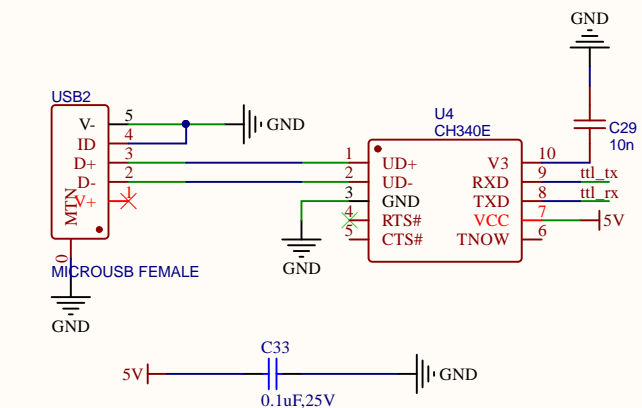 GND
USB2
V-
5
GND
ID
4
D+
3
D-
2
V+
1
MTN
0
MICROUSB FEMALE
GND
U4
CH340E
C29
10n
1
UD+
V3
10
2
UD-
RXD
9
ttl_tx
3
GND
TXD
8
ttl_rx
4
RTS#
VCC
7
5V
5
CTS#
TNOW
6
GND
C33
5V
GND
0.1uF,25V